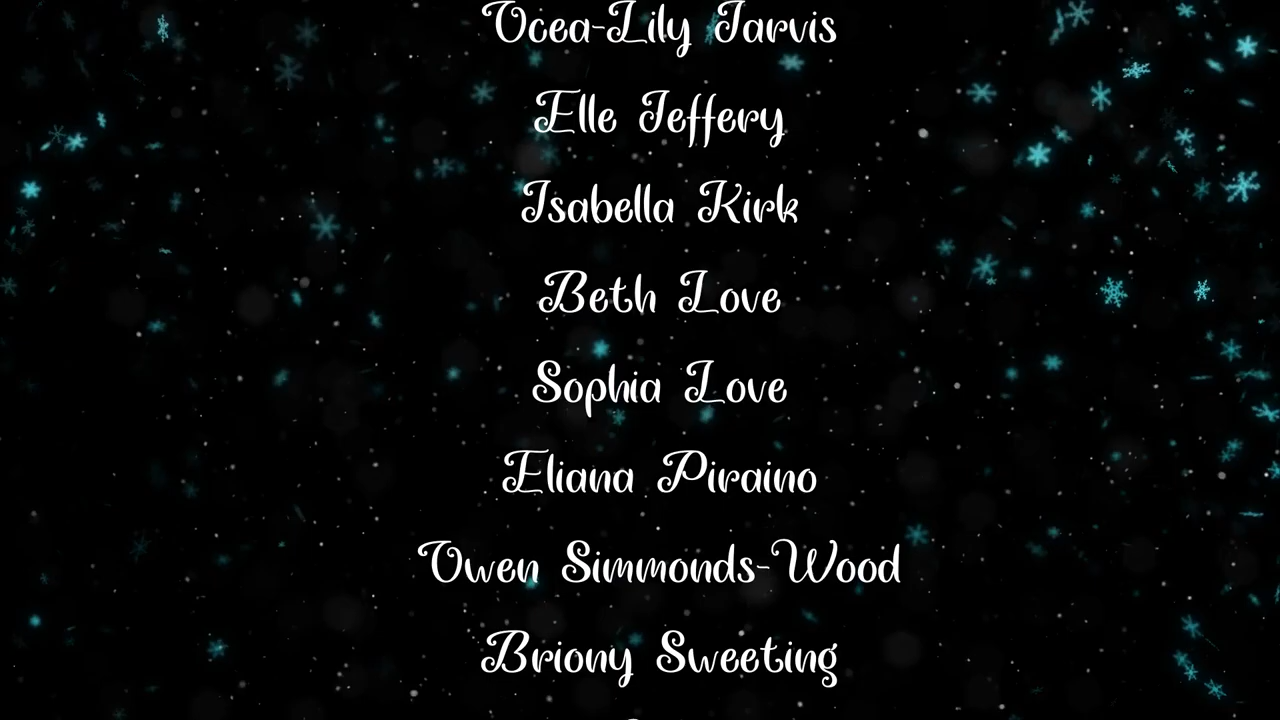 Ocea-Lily Jarvis
Elle Jeffery
Isabella Kirk
Beth Love
Sophia Love
Eliana Piraino
Owen Simmonds-Wood
Briony Sweeting